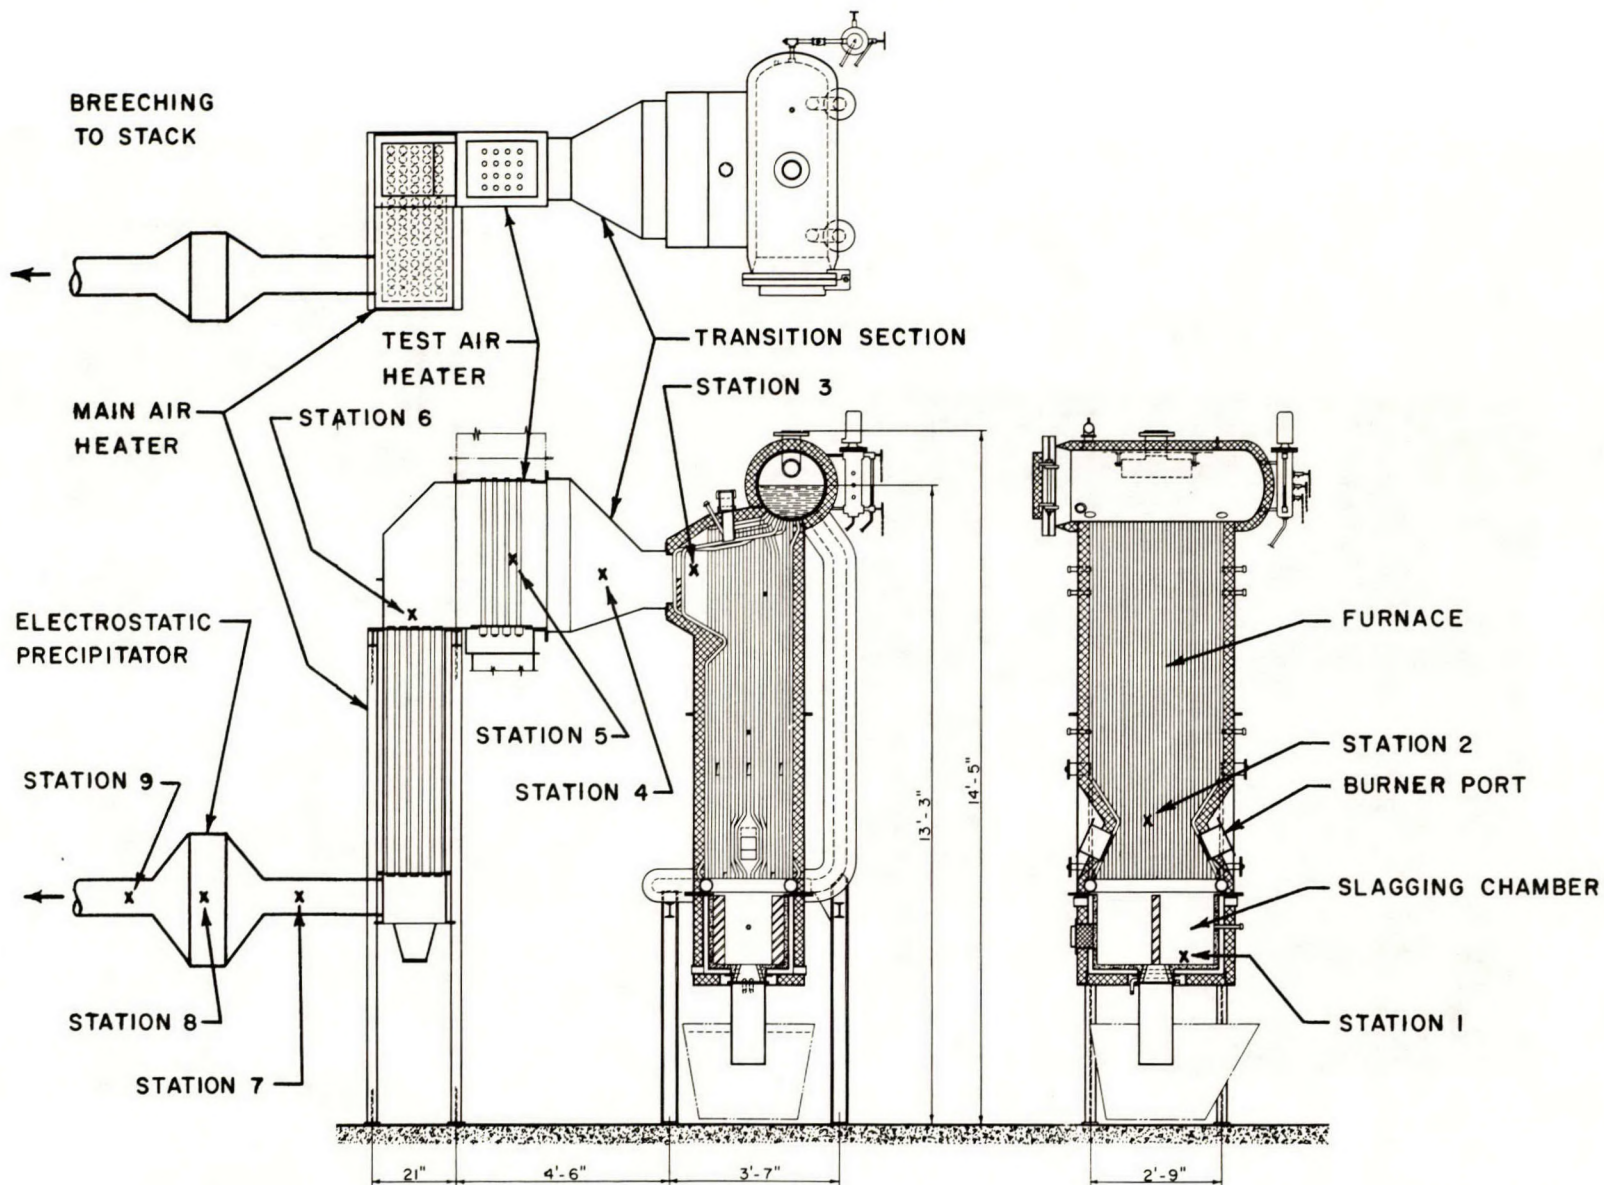 BREECHING
TO STACK
TEST AIR
HEATER
TRANSITION SECTION
STATION 3
MAIN AIR
HEATER
STATION 6
ELECTROSTATIC
PRECIPITATOR
FURNACE
STATION 5
STATION 4
STATION 9
STATION 2
BURNER PORT
13'-3"
14'-5"
SLAGGING CHAMBER
STATION 8
STATION 7
STATION 1
21"
4'-6"
3'-7"
2'-9"